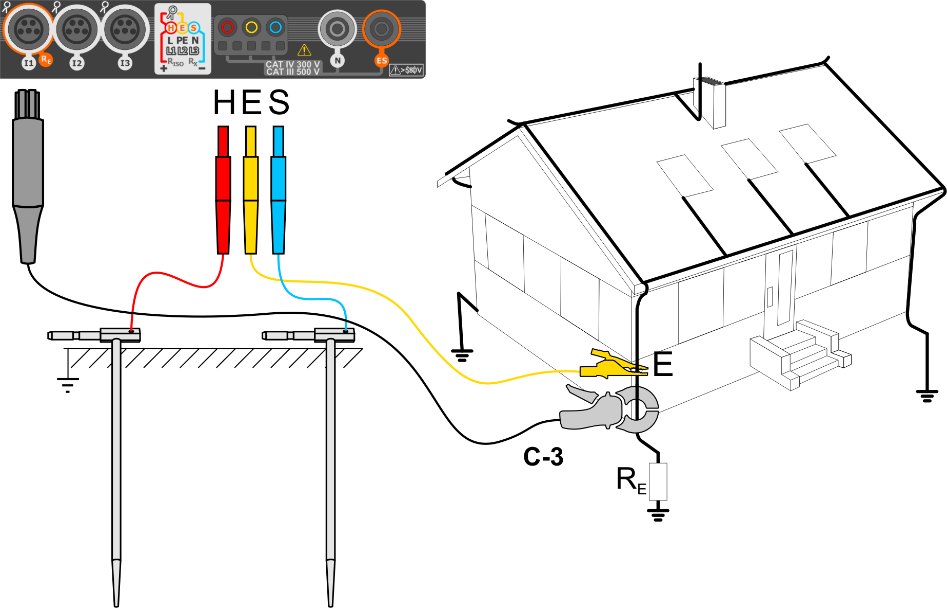 H E S
L PE N
L1 L2 L3
RISO RX
+ −
I1 RE I2 I3
CAT IV 300 V
CAT III 500 V
N
ES
H E S
E
C-3
RE